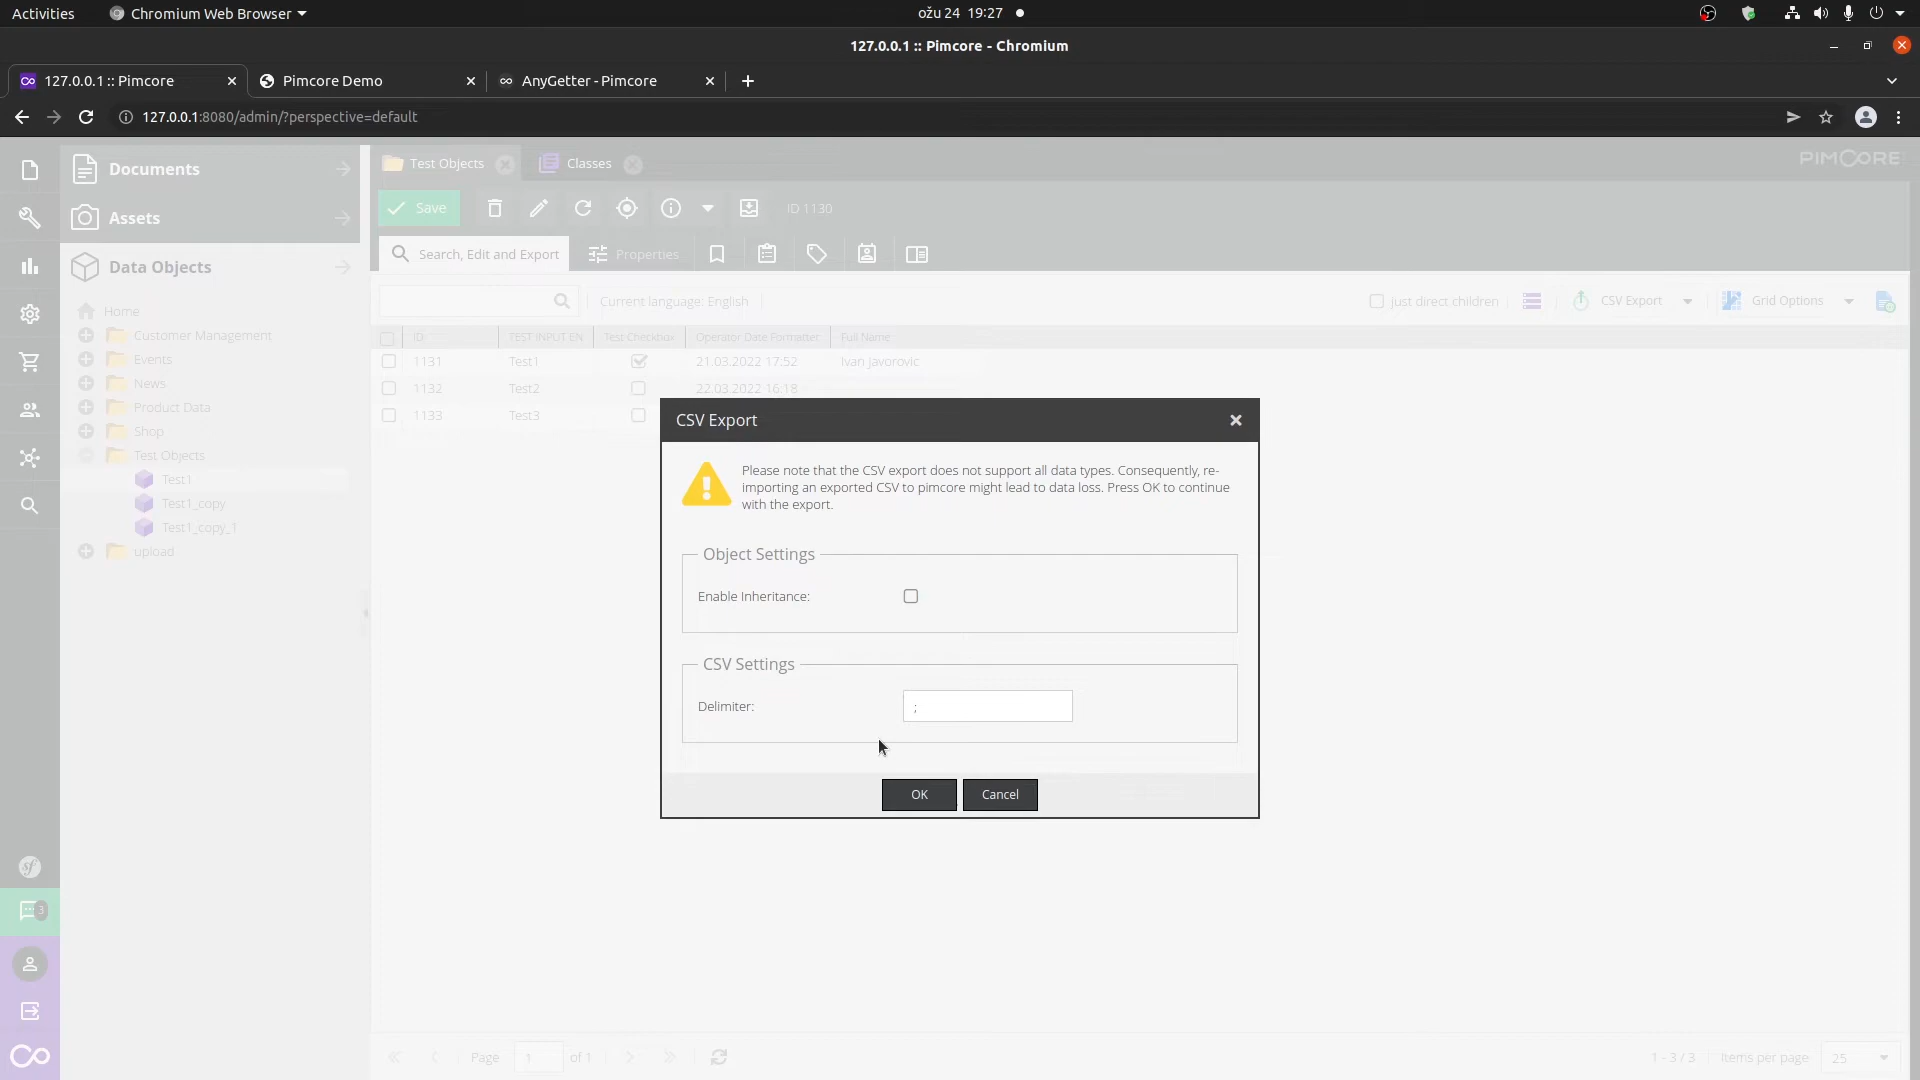 Activities
Chromium Web Browser
ožu 24 19:27
127.0.0.1 :: Pimcore - Chromium
127.0.0.1 :: Pimcore
Pimcore Demo
AnyGetter - Pimcore
127.0.0.1:8080/admin/?perspective=default
Documents
Assets
Data Objects
Home
Customer Management
Events
News
Product Data
Shop
Test Objects
Test1
Test1_copy
Test1_copy_1
upload
3
Test Objects
Classes
PIMCORE
Save
ID 1130
Search, Edit and Export
Properties
Current language: English
just direct children
CSV Export
Grid Options
ID TEST INPUT EN Test Checkbox Operator Date Formatter Full Name
1131 Test1 21.03.2022 17:52 Ivan Javorovic
1132 Test2 22.03.2022 16:18
1133 Test3
CSV Export
Please note that the CSV export does not support all data types. Consequently, re-
importing an exported CSV to pimcore might lead to data loss. Press OK to continue
with the export.
Object Settings
Enable Inheritance:
CSV Settings
Delimiter: ;
OK
Cancel
Page 1 of 1
1 - 3 / 3
Items per page 25